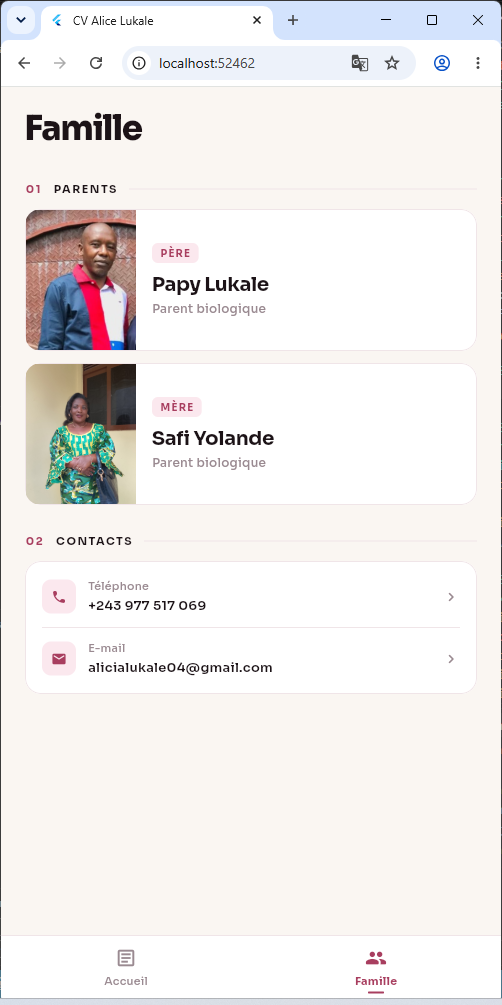 CV Alice Lukale
localhost:52462
Famille
01 PARENTS
PÈRE
Papy Lukale
Parent biologique
MÈRE
Safi Yolande
Parent biologique
02 CONTACTS
Téléphone
+243 977 517 069
E-mail
alicialukale04@gmail.com
Accueil
Famille